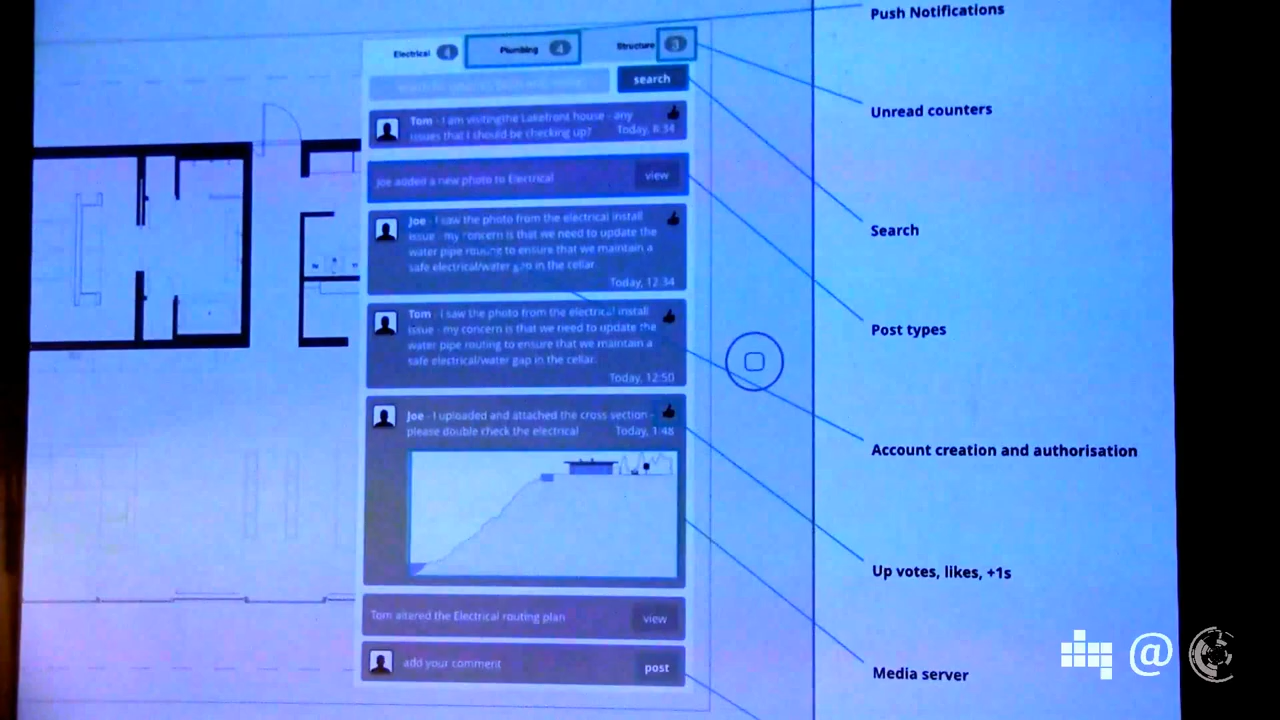 Push Notifications
Electrical 4
Plumbing 4
Structure 3
search
Unread counters
Tom - I am visiting the Lakefront house - any
issues that I should be checking up? Today, 8:34
Joe added a new photo to Electrical view
Search
Joe - I saw the photo from the electrical install
issue - my concern is that we need to update the
water pipe routing to ensure that we maintain a
safe electrical/water gap in the cellar.
Today, 12:34
Post types
Tom - I saw the photo from the electrical install
issue - my concern is that we need to update the
water pipe routing to ensure that we maintain a
safe electrical/water gap in the cellar.
Today, 12:50
Account creation and authorisation
Joe - I uploaded and attached the cross section -
please double check the electrical Today, 1:48
Up votes, likes, +1s
Tom altered the Electrical routing plan view
add your comment post
Media server
@